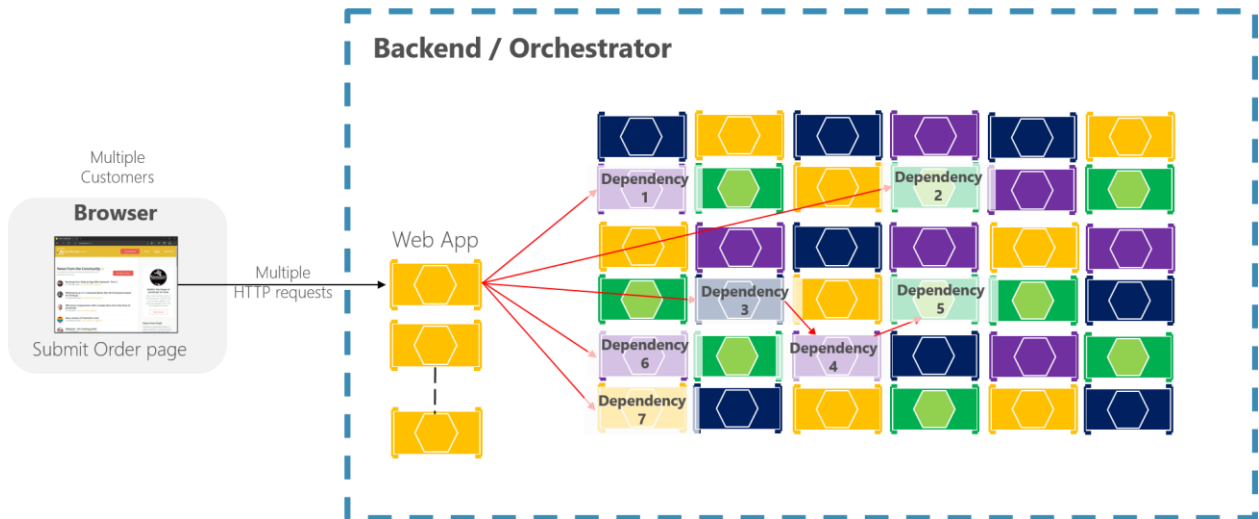 Backend / Orchestrator
Multiple
Customers
Browser
Submit Order page
Multiple
HTTP requests
Web App
Dependency
1
Dependency
2
Dependency
3
Dependency
5
Dependency
6
Dependency
4
Dependency
7